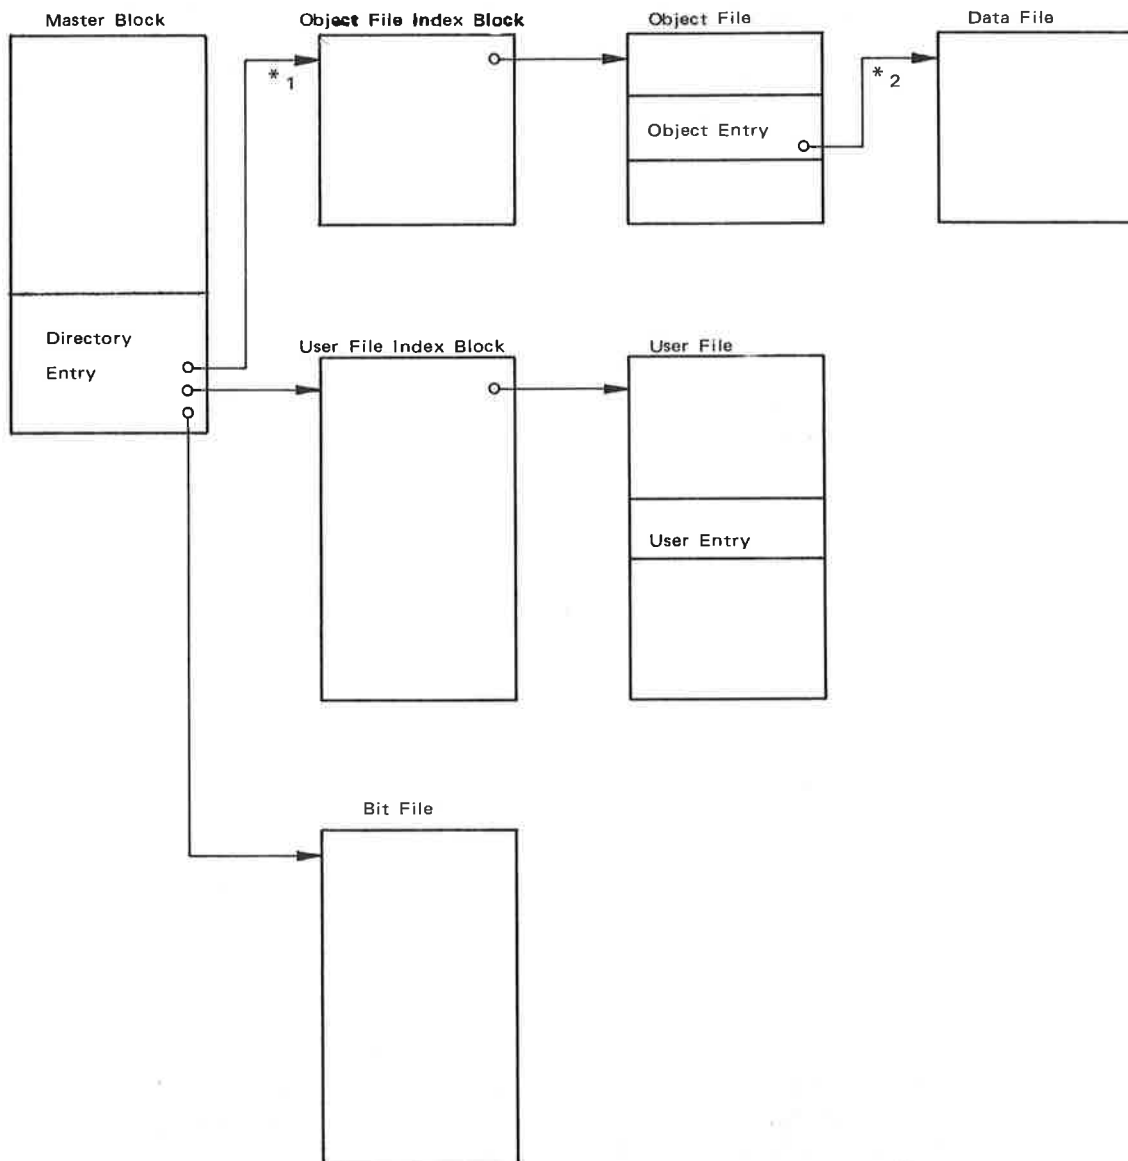 Master Block
Object File Index Block
Object File
Data File
*1
*2
Object Entry
Directory
Entry
User File Index Block
User File
User Entry
Bit File